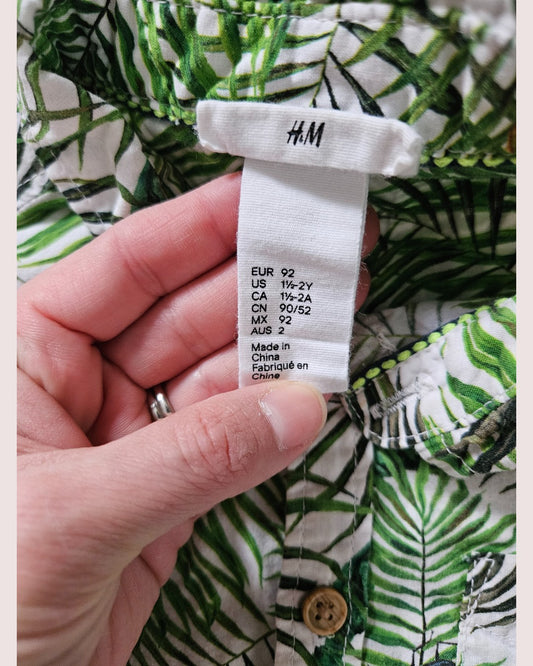 H&M
EUR 92
US 1½-2Y
CA 1½-2A
CN 90/52
MX 92
AUS 2
Made in
China
Fabriqué en
Chine